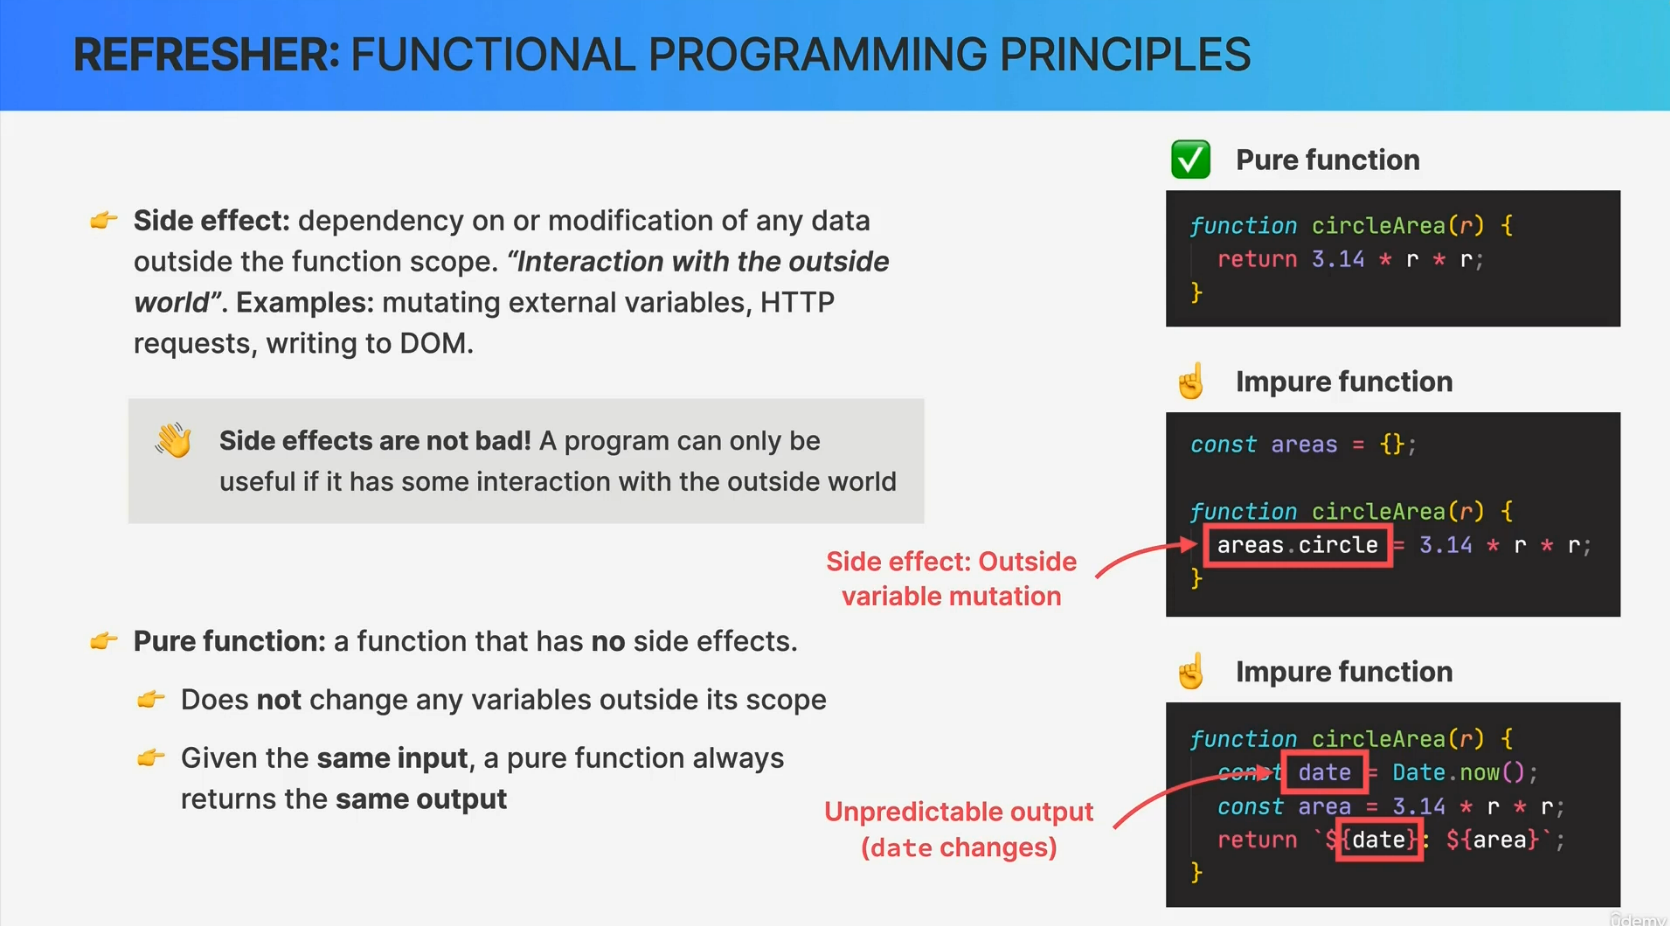 REFRESHER: FUNCTIONAL PROGRAMMING PRINCIPLES
Side effect: dependency on or modification of any data
outside the function scope. “Interaction with the outside
world”. Examples: mutating external variables, HTTP
requests, writing to DOM.
Side effects are not bad! A program can only be
useful if it has some interaction with the outside world
Pure function: a function that has no side effects.
Does not change any variables outside its scope
Given the same input, a pure function always
returns the same output
Pure function
function circleArea(r) {
return 3.14 * r * r;
}
Impure function
const areas = {};
function circleArea(r) {
areas.circle = 3.14 * r * r;
}
Side effect: Outside
variable mutation
Impure function
function circleArea(r) {
const date = Date.now();
const area = 3.14 * r * r;
return `${date}: ${area}`;
}
Unpredictable output
(date changes)
ûdemy